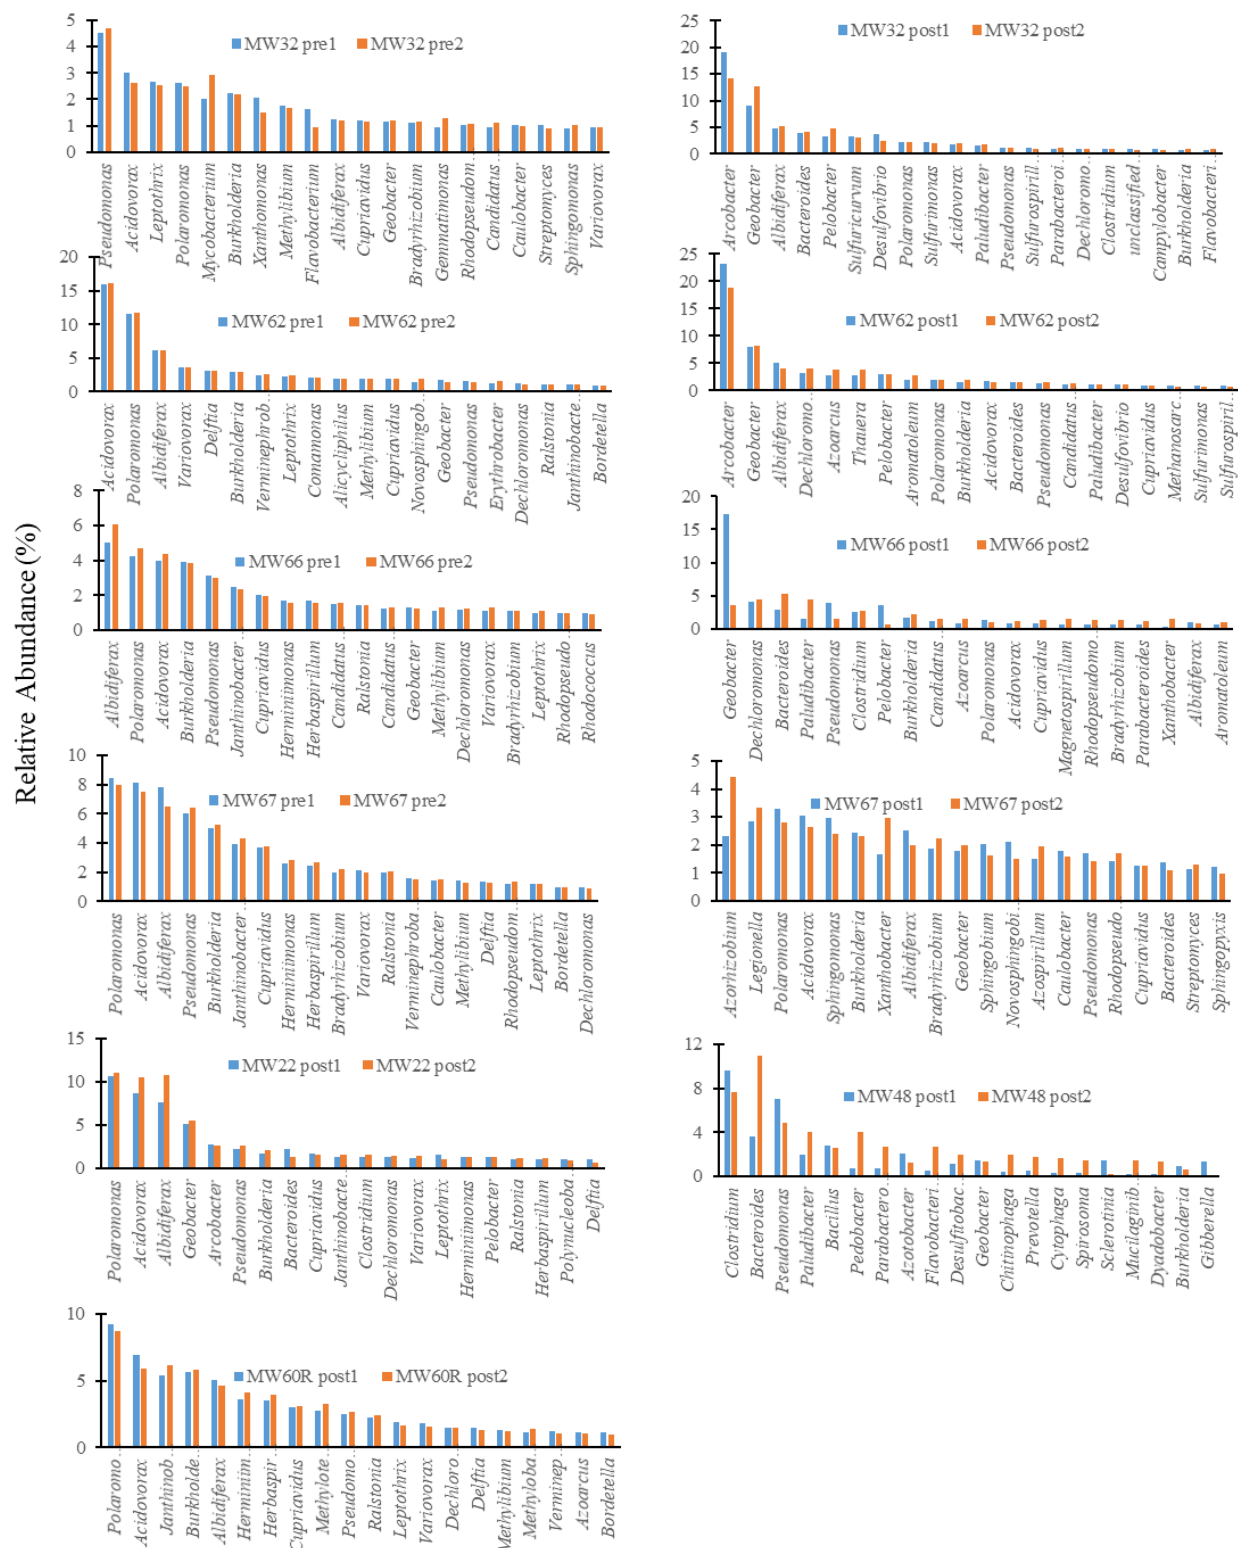 Relative Abundance (%)
5
4
3
2
1
0
MW32 pre1 MW32 pre2
Pseudomonas
Acidovorax
Leptothrix
Polaromonas
Mycobacterium
Burkholderia
Xanthomonas
Methylibium
Flavobacterium
Albidiferax
Cupriavidus
Geobacter
Bradyrhizobium
Gemmatimonas
Rhodopseudom…
Candidatus
Caulobacter
Streptomyces
Sphingomonas
Variovorax
25
20
15
10
5
0
MW32 post1 MW32 post2
Arcobacter
Geobacter
Albidiferax
Bacteroides
Pelobacter
Sulfuricurvum
Desulfovibrio
Polaromonas
Sulfurimonas
Acidovorax
Paludibacter
Pseudomonas
Sulfurospirill…
Parabacteroi…
Dechloromo…
Clostridium
unclassified…
Campylobacter
Burkholderia
Flavobacteri…
20
15
10
5
0
MW62 pre1 MW62 pre2
Acidovorax
Polaromonas
Albidiferax
Variovorax
Delftia
Burkholderia
Verminephrob…
Leptothrix
Comamonas
Alicycliphilus
Methylibium
Cupriavidus
Novosphingob…
Geobacter
Pseudomonas
Erythrobacter
Dechloromonas
Ralstonia
Janthinobacte…
Bordetella
25
20
15
10
5
0
MW62 post1 MW62 post2
Arcobacter
Geobacter
Albidiferax
Dechloromo…
Azoarcus
Thauera
Pelobacter
Aromatoleum
Polaromonas
Burkholderia
Acidovorax
Bacteroides
Pseudomonas
Candidatus…
Paludibacter
Desulfovibrio
Cupriavidus
Methanosarc…
Sulfurimonas
Sulfurospiril…
8
6
4
2
0
MW66 pre1 MW66 pre2
Albidiferax
Polaromonas
Acidovorax
Burkholderia
Pseudomonas
Janthinobacter…
Cupriavidus
Herminiimonas
Herbaspirillum
Candidatus…
Ralstonia
Candidatus…
Geobacter
Methylibium
Dechloromonas
Variovorax
Bradyrhizobium
Leptothrix
Rhodopseudo…
Rhodococcus
20
15
10
5
0
MW66 post1 MW66 post2
Geobacter
Dechloromonas
Bacteroides
Paludibacter
Pseudomonas
Clostridium
Pelobacter
Burkholderia
Candidatus…
Azoarcus
Polaromonas
Acidovorax
Cupriavidus
Magnetospirillum
Rhodopseudomo…
Bradyrhizobium
Parabacteroides
Xanthobacter
Albidiferax
Aromatoleum
10
8
6
4
2
0
MW67 pre1 MW67 pre2
Polaromonas
Acidovorax
Albidiferax
Pseudomonas
Burkholderia
Janthinobacter…
Cupriavidus
Herminiimonas
Herbaspirillum
Bradyrhizobium
Variovorax
Ralstonia
Verminephroba…
Caulobacter
Methylibium
Delftia
Rhodopseudom…
Leptothrix
Bordetella
Dechloromonas
5
4
3
2
1
0
MW67 post1 MW67 post2
Azorhizobium
Legionella
Polaromonas
Acidovorax
Sphingomonas
Burkholderia
Xanthobacter
Albidiferax
Bradyrhizobium
Geobacter
Sphingobium
Novosphingobi…
Azospirillum
Caulobacter
Pseudomonas
Rhodopseudo…
Cupriavidus
Bacteroides
Streptomyces
Sphingopyxis
15
10
5
0
MW22 post1 MW22 post2
Polaromonas
Acidovorax
Albidiferax
Geobacter
Arcobacter
Pseudomonas
Burkholderia
Bacteroides
Cupriavidus
Janthinobacte…
Clostridium
Dechloromonas
Variovorax
Leptothrix
Herminiimonas
Pelobacter
Ralstonia
Herbaspirillum
Polynucleoba…
Delftia
12
8
4
0
MW48 post1 MW48 post2
Clostridium
Bacteroides
Pseudomonas
Paludibacter
Bacillus
Pedobacter
Parabactero…
Azotobacter
Flavobacteri…
Desulfitobac…
Geobacter
Chitinophaga
Prevotella
Cytophaga
Spirosoma
Sclerotinia
Mucilaginib…
Dyadobacter
Burkholderia
Gibberella
10
5
0
MW60R post1 MW60R post2
Polaromo…
Acidovorax
Janthinob…
Burkholde…
Albidiferax
Herminiim…
Herbaspir…
Cupriavidus
Methylote…
Pseudomo…
Ralstonia
Leptothrix
Variovorax
Dechloro…
Delftia
Methylibium
Methyloba…
Verminep…
Azoarcus
Bordetella